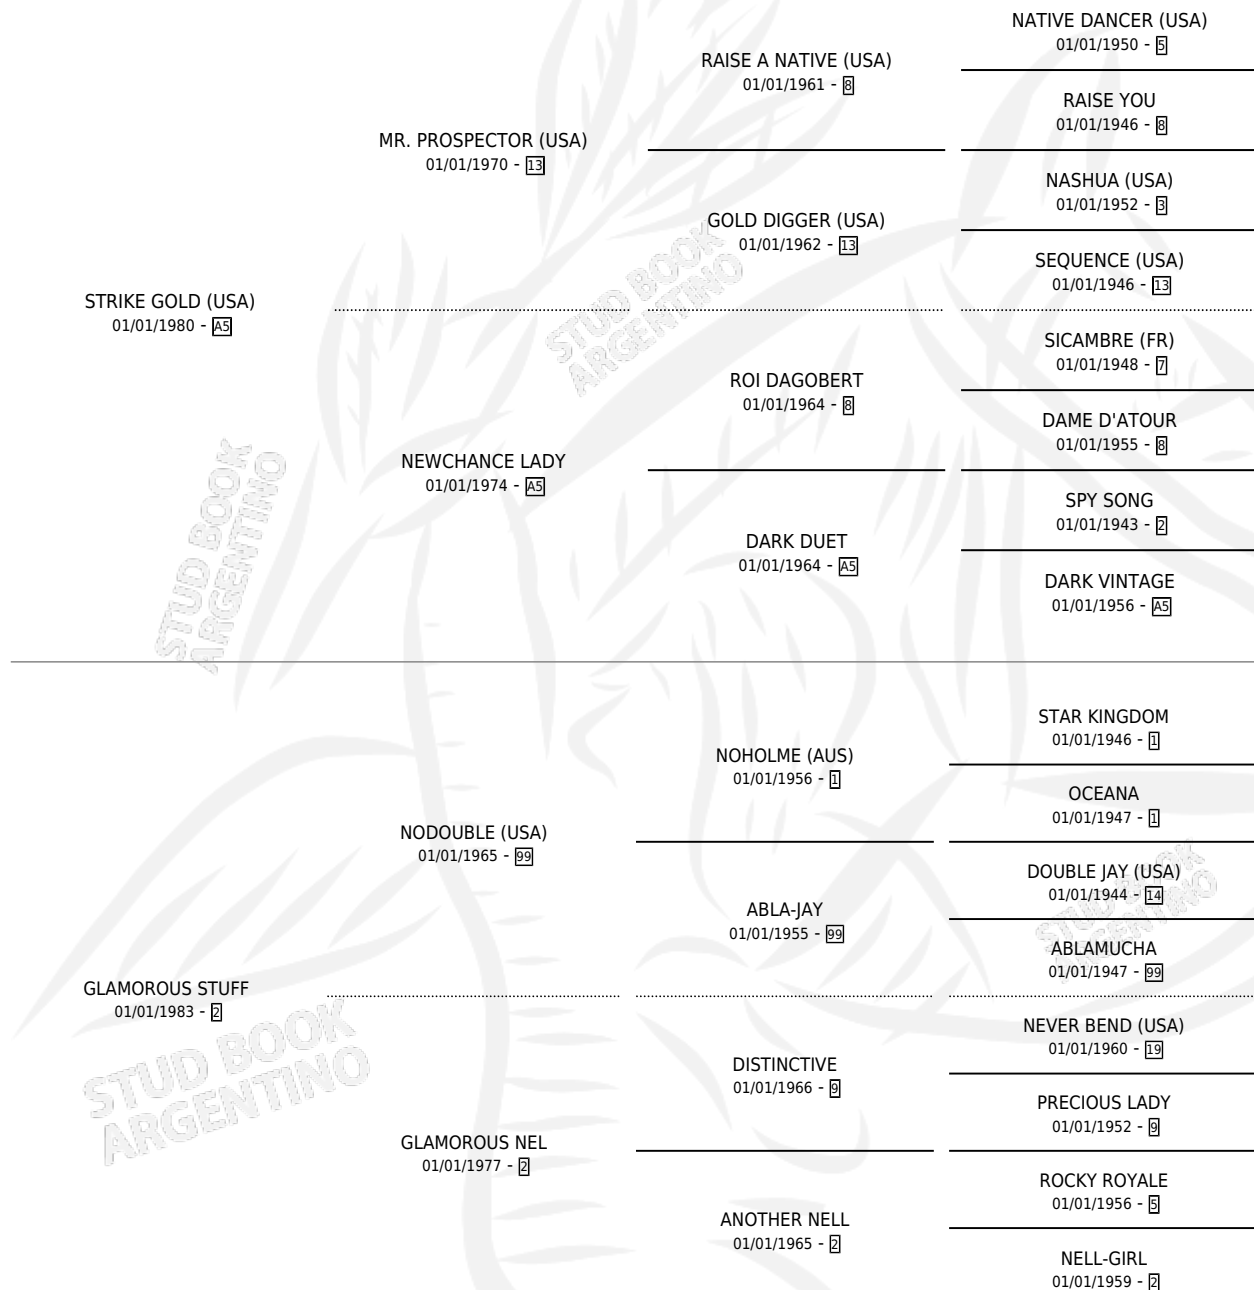 NATIVE DANCER (USA)
01/01/1950 - 5
RAISE A NATIVE (USA)
01/01/1961 - 8
RAISE YOU
01/01/1946 - 8
MR. PROSPECTOR (USA)
01/01/1970 - 13
NASHUA (USA)
01/01/1952 - 3
GOLD DIGGER (USA)
01/01/1962 - 13
SEQUENCE (USA)
01/01/1946 - 13
STRIKE GOLD (USA)
01/01/1980 - A5
STUD BOOK
ARGENTINO
SICAMBRE (FR)
01/01/1948 - 7
ROI DAGOBERT
01/01/1964 - 8
DAME D'ATOUR
01/01/1955 - 8
NEWCHANCE LADY
01/01/1974 - A5
SPY SONG
01/01/1943 - 2
DARK DUET
01/01/1964 - A5
DARK VINTAGE
01/01/1956 - A5
STUD BOOK
ARGENTINO
STAR KINGDOM
01/01/1946 - 1
NOHOLME (AUS)
01/01/1956 - 1
OCEANA
01/01/1947 - 1
NODOUBLE (USA)
01/01/1965 - 99
DOUBLE JAY (USA)
01/01/1944 - 14
ABLA-JAY
01/01/1955 - 99
STUD BOOK
ARGENTINO
ABLAMUCHA
01/01/1947 - 99
GLAMOROUS STUFF
01/01/1983 - 2
NEVER BEND (USA)
01/01/1960 - 19
DISTINCTIVE
01/01/1966 - 9
STUD BOOK
ARGENTINO
PRECIOUS LADY
01/01/1952 - 9
GLAMOROUS NEL
01/01/1977 - 2
ROCKY ROYALE
01/01/1956 - 5
ANOTHER NELL
01/01/1965 - 2
NELL-GIRL
01/01/1959 - 2